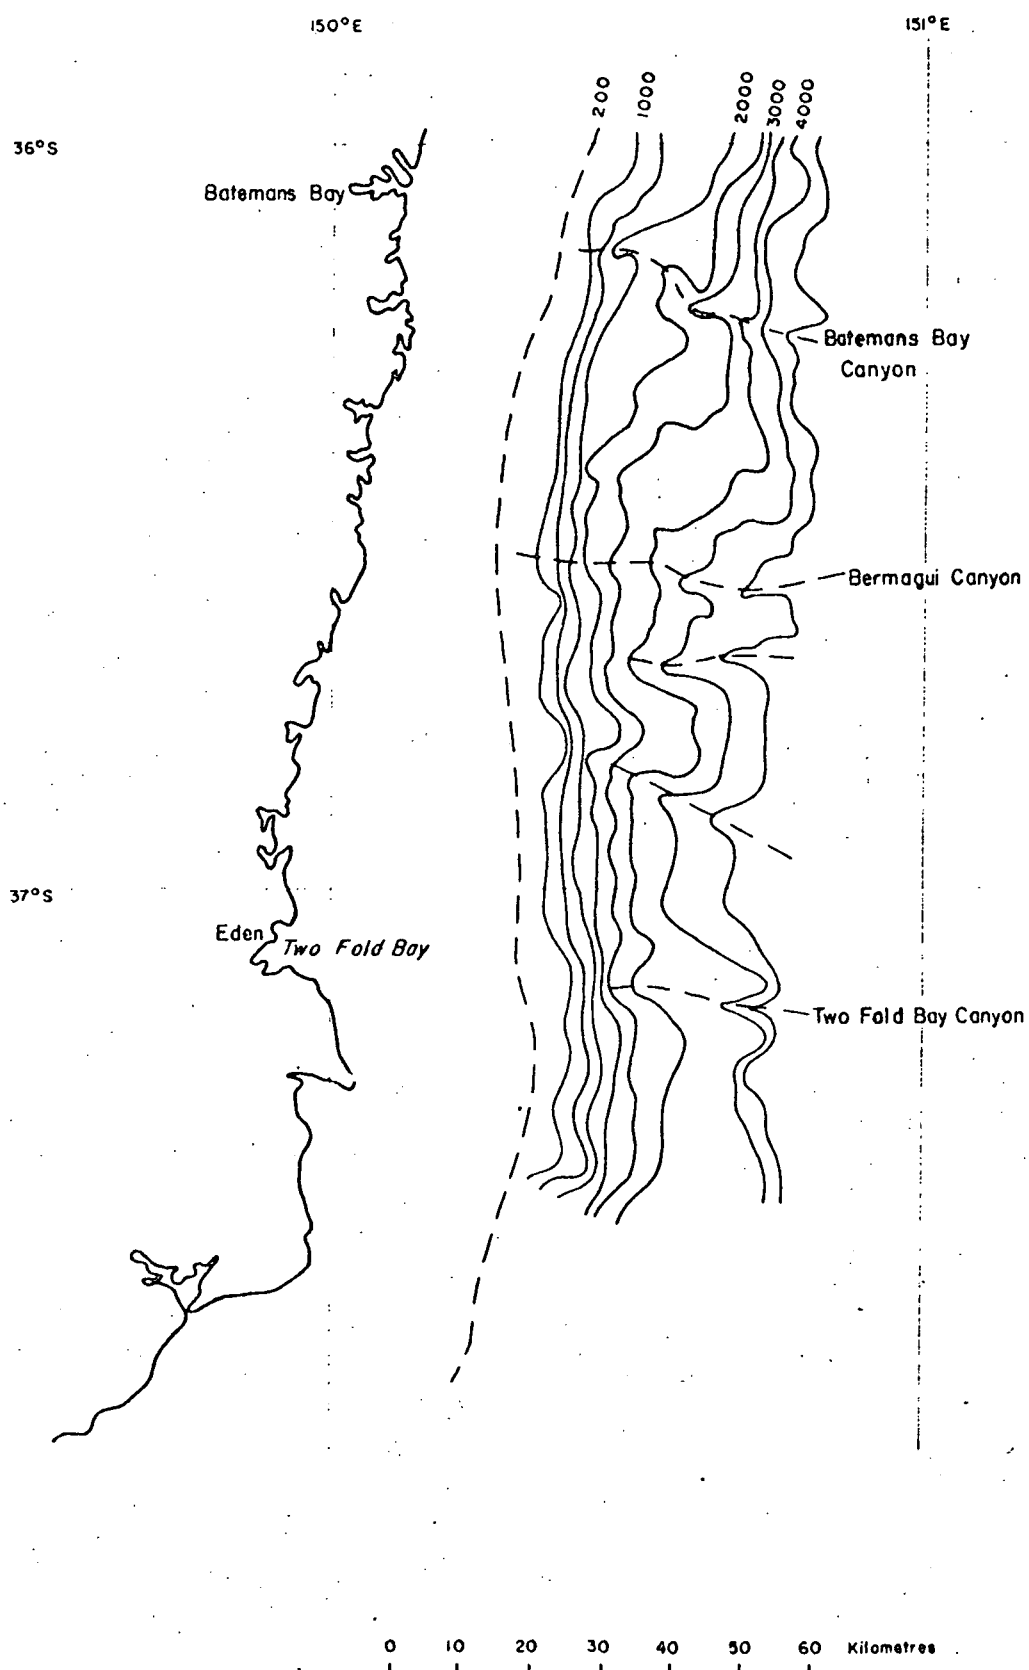 150°E
151°E
200
1000
2000
3000
4000
36°S
Batemans Bay
Batemans Bay
Canyon
Bermagui Canyon
37°S
Eden
Two Fold Bay
Two Fold Bay Canyon
0 10 20 30 40 50 60 Kilometres